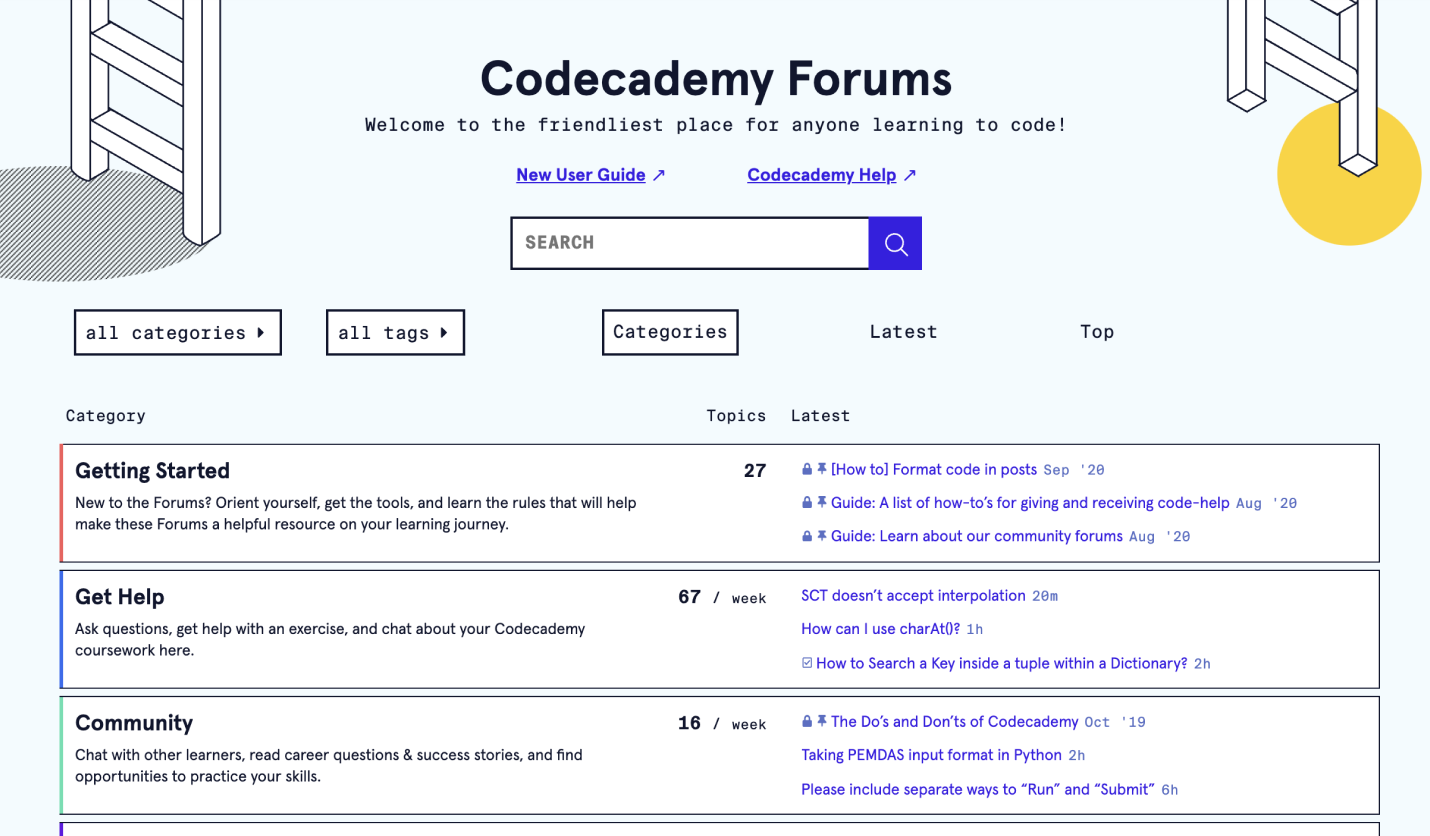 Codecademy Forums
Welcome to the friendliest place for anyone learning to code!
New User Guide ↗ Codecademy Help ↗
SEARCH
all categories all tags Categories Latest Top
Category Topics Latest
Getting Started 27
New to the Forums? Orient yourself, get the tools, and learn the rules that will help
make these Forums a helpful resource on your learning journey.
[How to] Format code in posts Sep '20
Guide: A list of how-to’s for giving and receiving code-help Aug '20
Guide: Learn about our community forums Aug '20
Get Help 67 / week
Ask questions, get help with an exercise, and chat about your Codecademy
coursework here.
SCT doesn’t accept interpolation 20m
How can I use charAt()? 1h
How to Search a Key inside a tuple within a Dictionary? 2h
Community 16 / week
Chat with other learners, read career questions & success stories, and find
opportunities to practice your skills.
The Do’s and Don’ts of Codecademy Oct '19
Taking PEMDAS input format in Python 2h
Please include separate ways to “Run” and “Submit” 6h